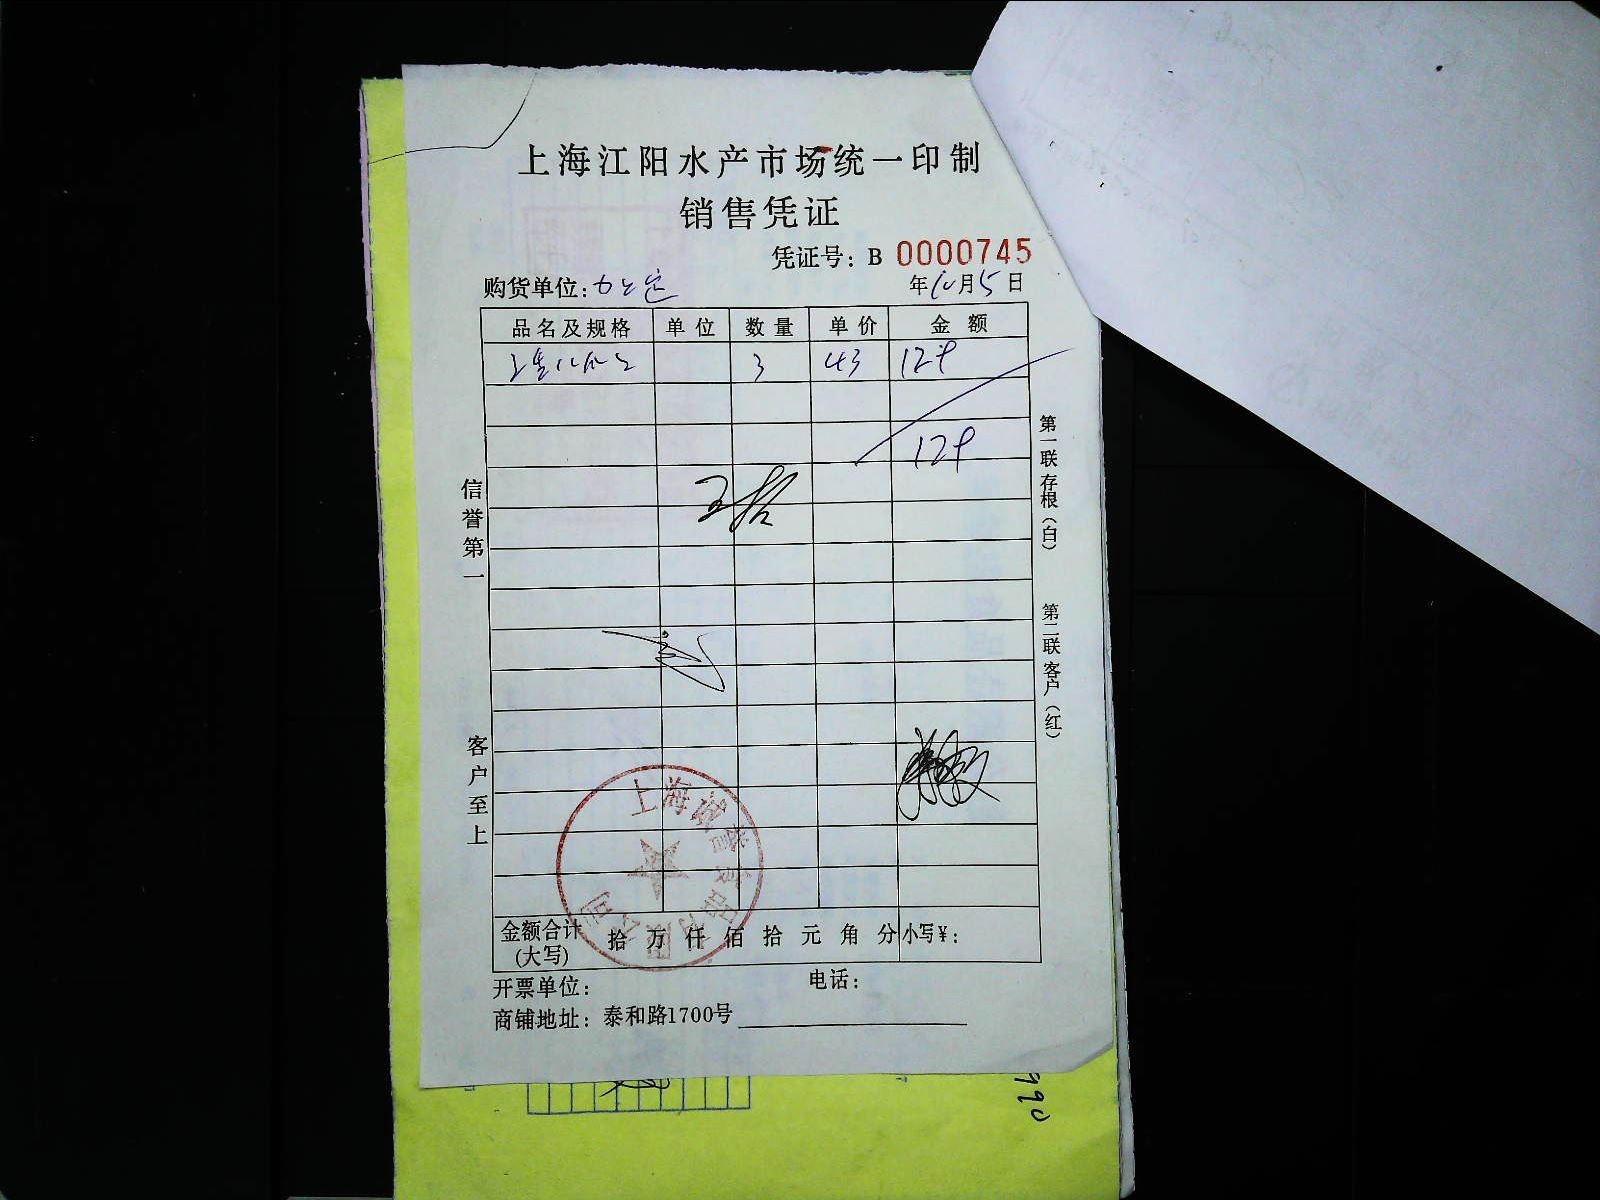 上海江阳水产市场统一印制
销售凭证
凭证号：B 0000745
购货单位：
年12月5日
品名及规格 单位 数量 单价 金额
3 43 129
129
信誉第一
客户至上
第一联存根（白）
第二联客户（红）
金额合计（大写） 拾 万 仟 佰 拾 元 角 分 小写¥：
开票单位： 电话：
商铺地址：泰和路1700号
990